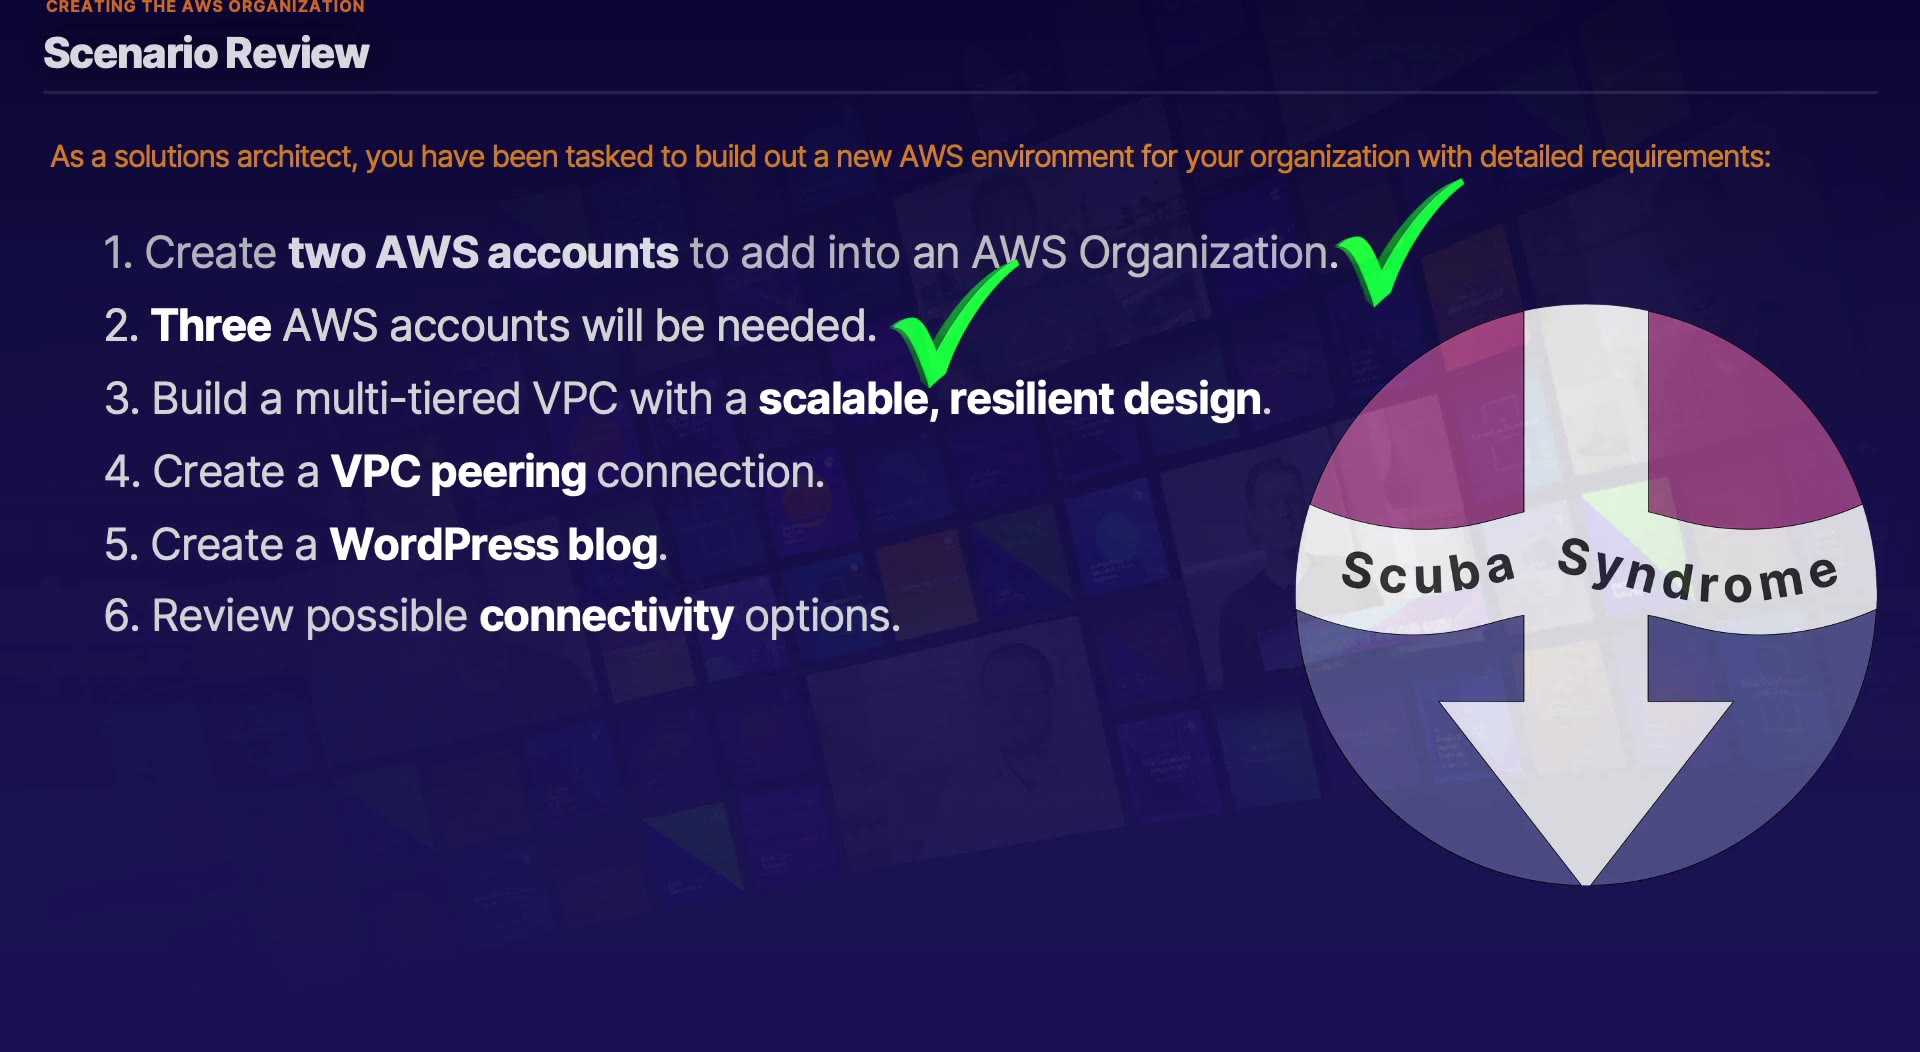 CREATING THE AWS ORGANIZATION
Scenario Review
As a solutions architect, you have been tasked to build out a new AWS environment for your organization with detailed requirements:
1. Create two AWS accounts to add into an AWS Organization.
2. Three AWS accounts will be needed.
3. Build a multi-tiered VPC with a scalable, resilient design.
4. Create a VPC peering connection.
5. Create a WordPress blog.
6. Review possible connectivity options.
Scuba Syndrome